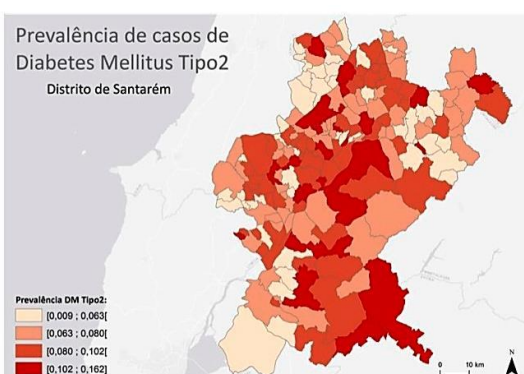 Prevalência de casos de
Diabetes Mellitus Tipo2
Distrito de Santarém
Prevalência DM Tipo2:
[0,009 ; 0,063[
[0,063 ; 0,080[
[0,080 ; 0,102[
[0,102 ; 0,162]
N
0 10 km